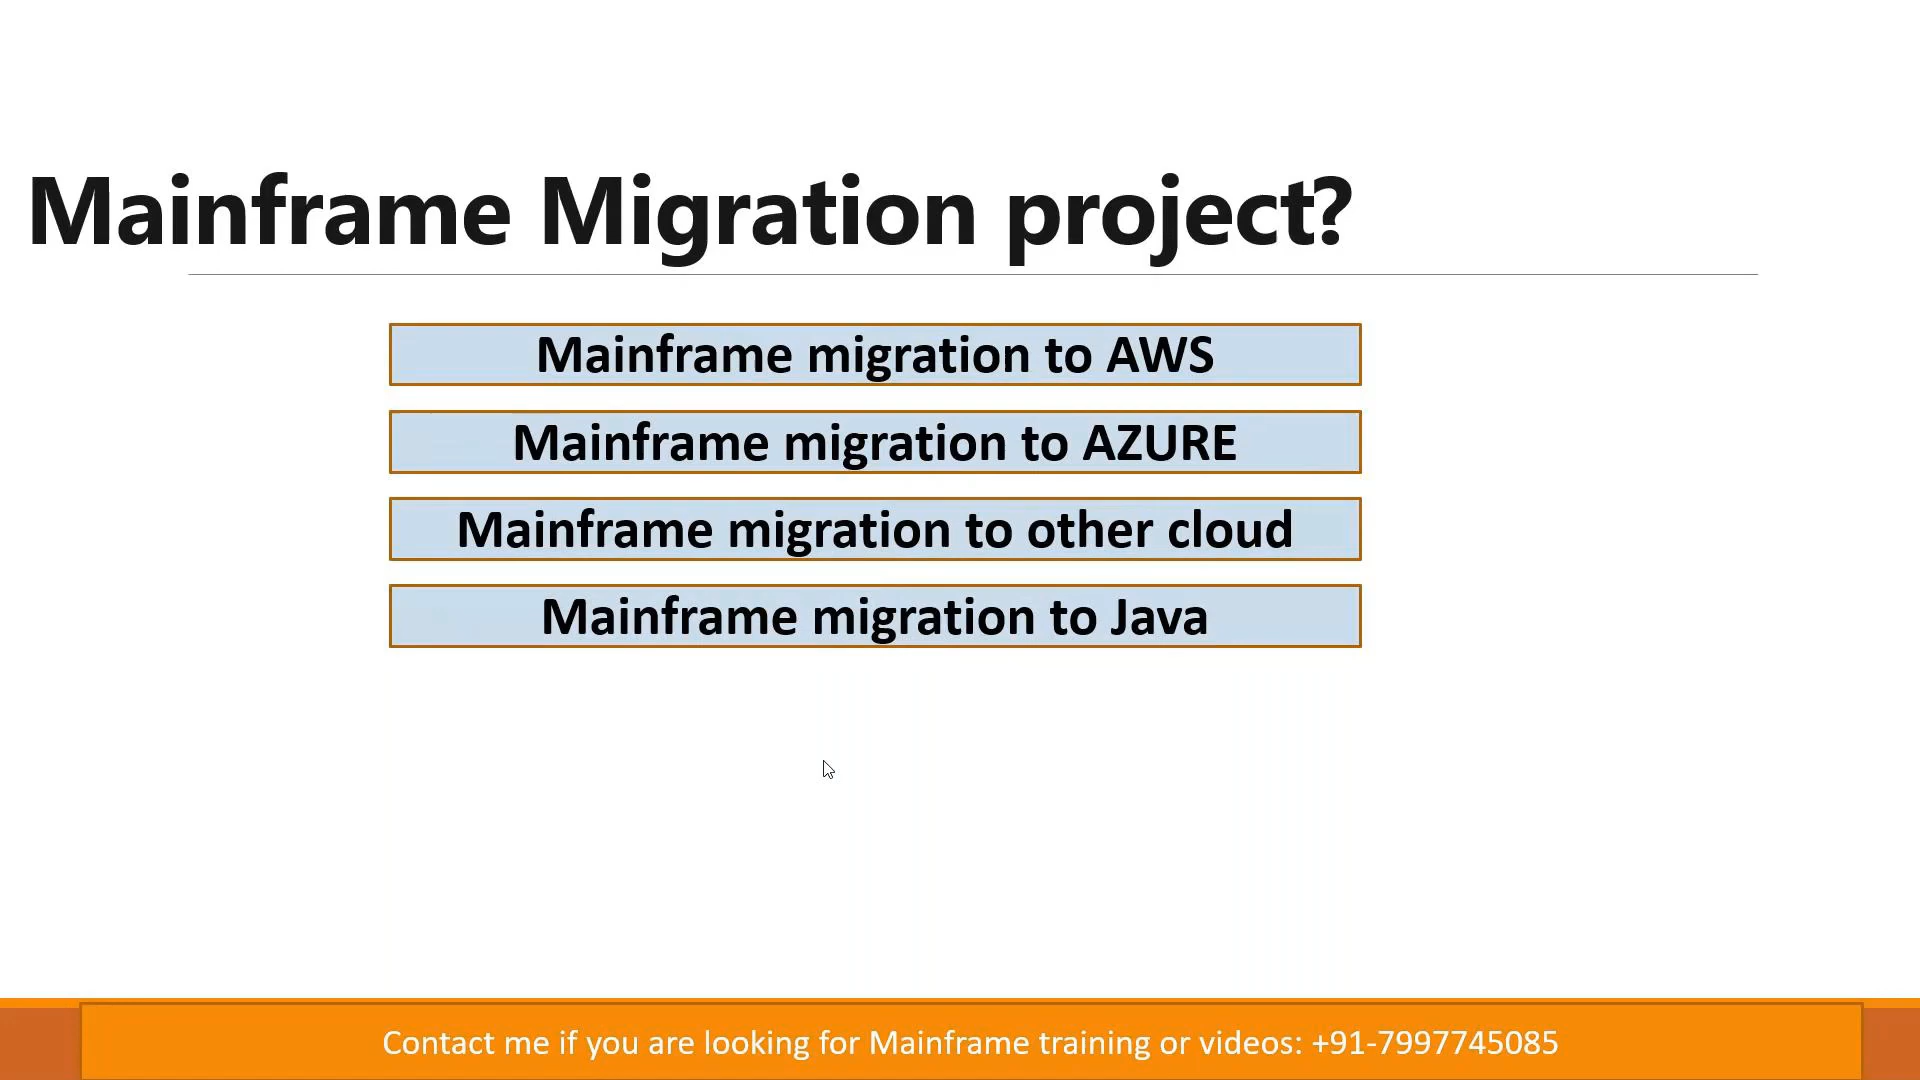 Mainframe Migration project?
Mainframe migration to AWS
Mainframe migration to AZURE
Mainframe migration to other cloud
Mainframe migration to Java
Contact me if you are looking for Mainframe training or videos: +91-7997745085